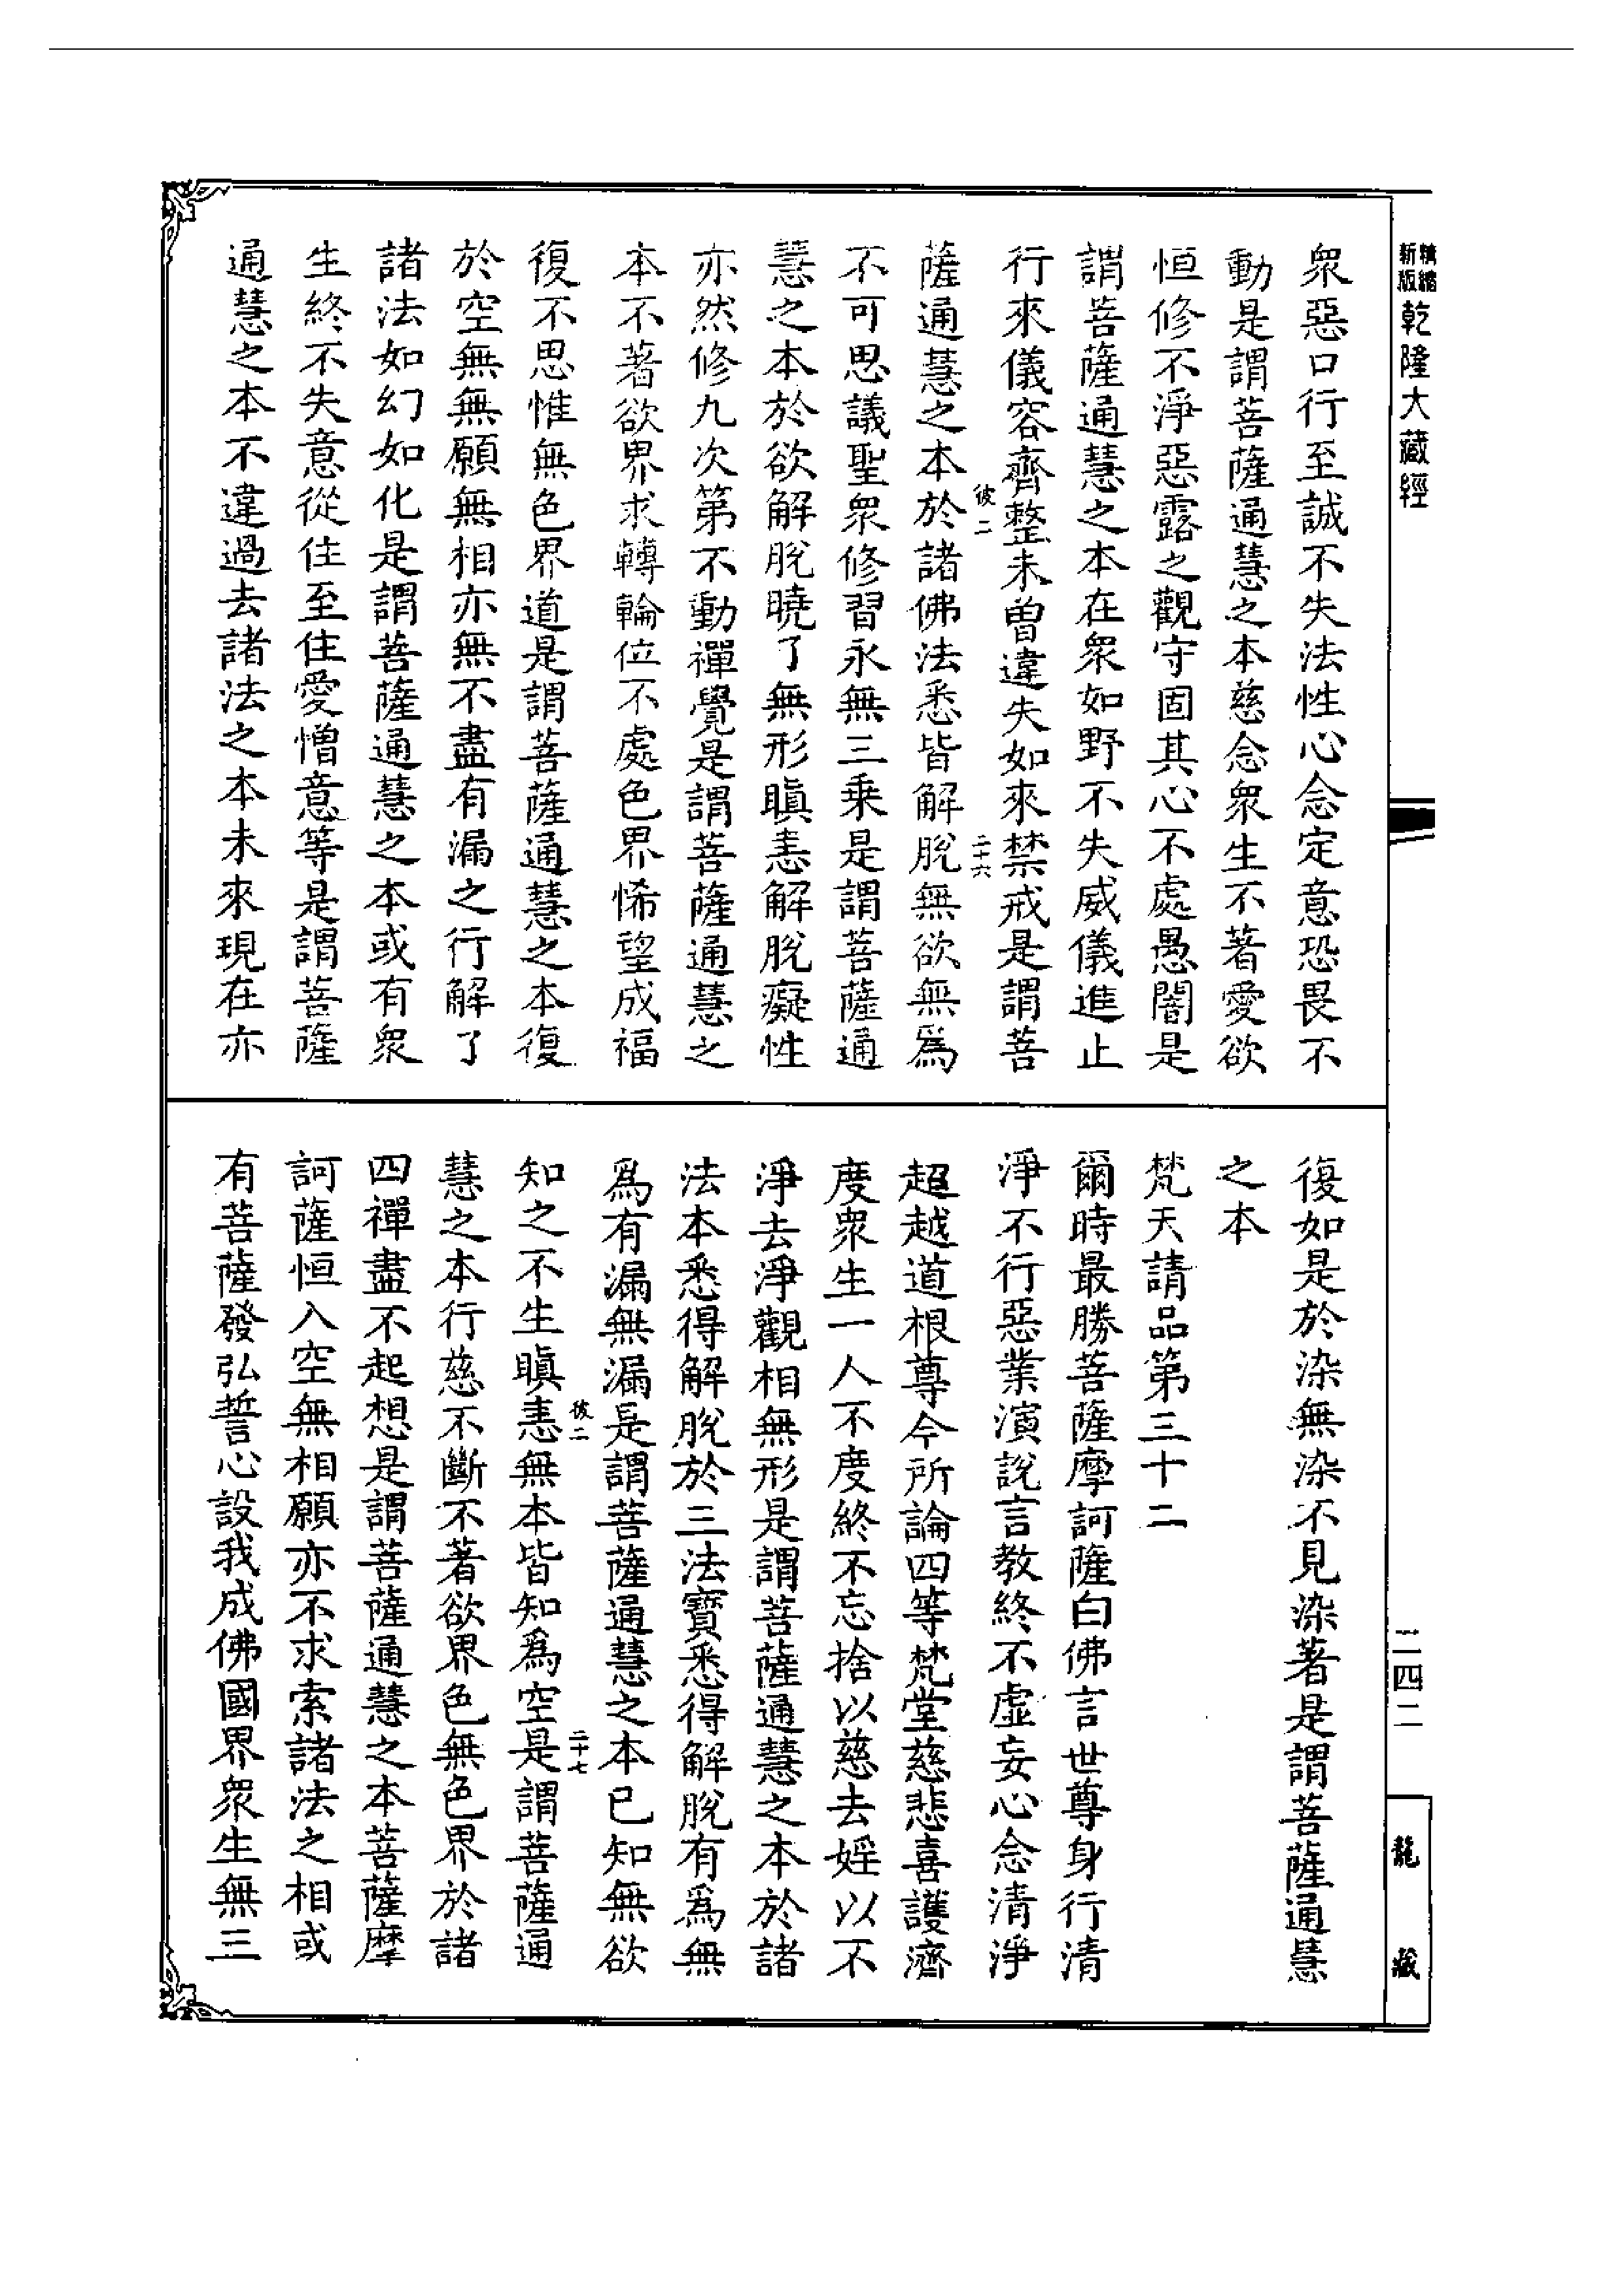 精縮
新版
乾隆大藏經
眾惡口行至誠不失法性心念定意恐畏不
動是謂菩薩通慧之本慈念眾生不著愛欲
恒修不淨惡露之觀守固其心不處愚闇是
謂菩薩通慧之本在眾如野不失威儀進止
行來儀容齊整未曾違失如來禁戒是謂菩
彼二
二十六
薩通慧之本於諸佛法悉皆解脫無欲無為
不可思議聖眾修習永無三乘是謂菩薩通
慧之本於欲解脫曉了無形瞋恚解脫癡性
亦然修九次第不動禪覺是謂菩薩通慧之
本不著欲界求轉輪位不處色界悕望成福
復不思惟無色界道是謂菩薩通慧之本復
於空無無願無相亦無不盡有漏之行解了
諸法如幻如化是謂菩薩通慧之本或有眾
生終不失意從住至住愛憎意等是謂菩薩
通慧之本不違過去諸法之本未來現在亦
復如是於染無染不見染著是謂菩薩通慧
之本
梵天請品第三十二
爾時最勝菩薩摩訶薩白佛言世尊身行清
淨不行惡業演說言教終不虛妄心念清淨
超越道根尊今所論四等梵堂慈悲喜護濟
度眾生一人不度終不忘捨以慈去婬以不
淨去淨觀相無形是謂菩薩通慧之本於諸
法本悉得解脫於三法寶悉得解脫有為無
為有漏無漏是謂菩薩通慧之本已知無欲
彼二
二十七
知之不生瞋恚無本皆知為空是謂菩薩通
慧之本行慈不斷不著欲界色無色界於諸
四禪盡不起想是謂菩薩通慧之本菩薩摩
訶薩恒入空無相願亦不求索諸法之相或
有菩薩發弘誓心設我成佛國界眾生無三
二四二
龍藏